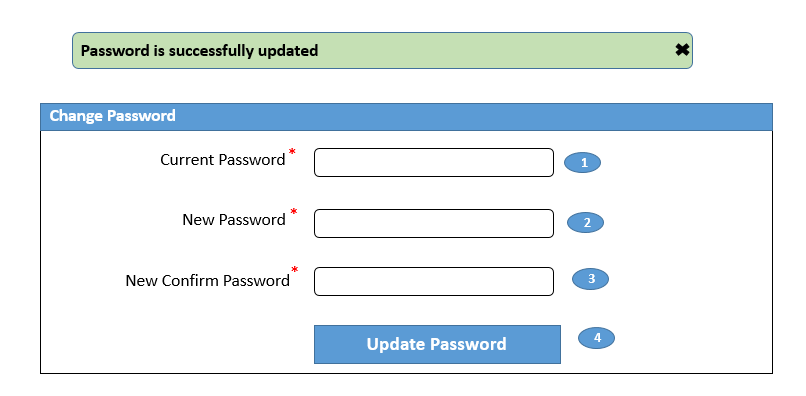 Password is successfully updated ✖
Change Password
Current Password * 1
New Password * 2
New Confirm Password * 3
Update Password 4